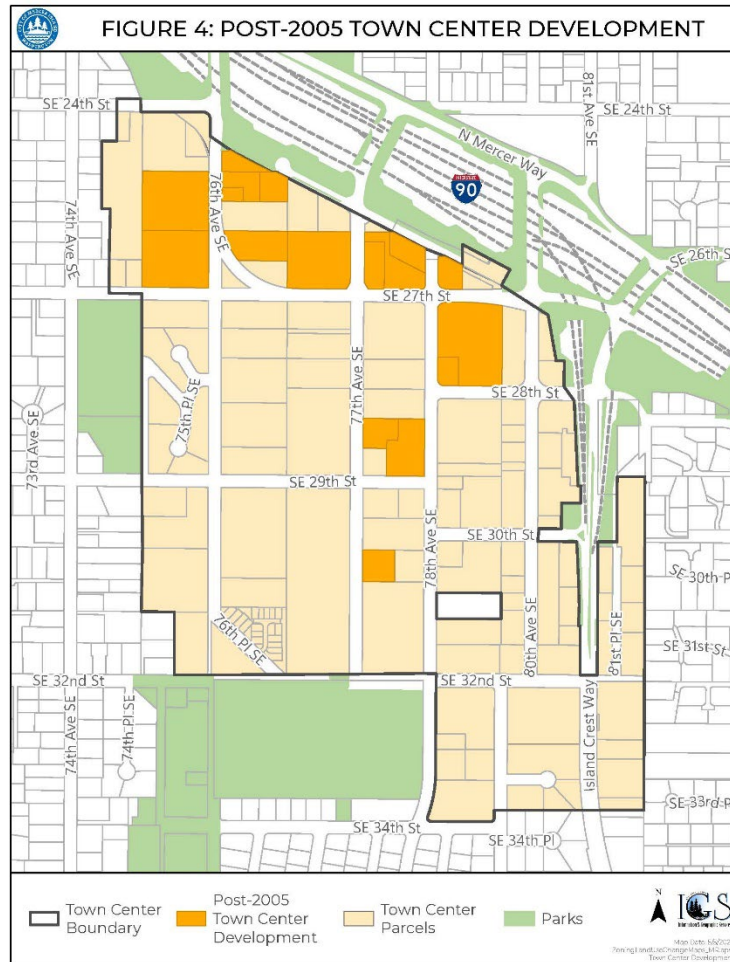 FIGURE 4: POST-2005 TOWN CENTER DEVELOPMENT
SE 24th St
81st Ave SE
SE 24th St
N Mercer Way
90
74th Ave SE
76th Ave SE
SE 26th S
SE 27th St
77th Ave SE
75th Pl SE
SE 28th St
73rd Ave SE
SE 29th St
78th Ave SE
SE 30th St
SE 30th P
80th Ave SE
81st Pl SE
76th Pl SE
SE 31st St
SE 32nd St
SE 32nd St
74th Ave SE
74th Pl SE
Island Crest Way
SE 33rd P
SE 34th St
SE 34th Pl
Town Center
Boundary
Post-2005
Town Center
Development
Town Center
Parcels
Parks
N
IGS